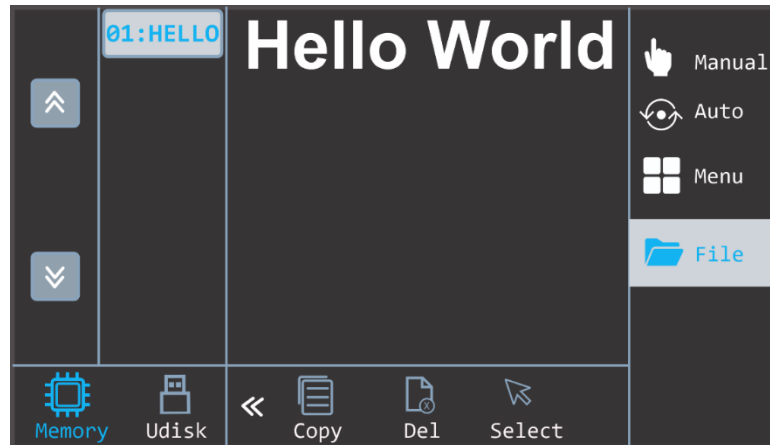 01:HELLO
Hello World
Manual
Auto
Menu
File
Memory
Udisk
Copy
Del
Select